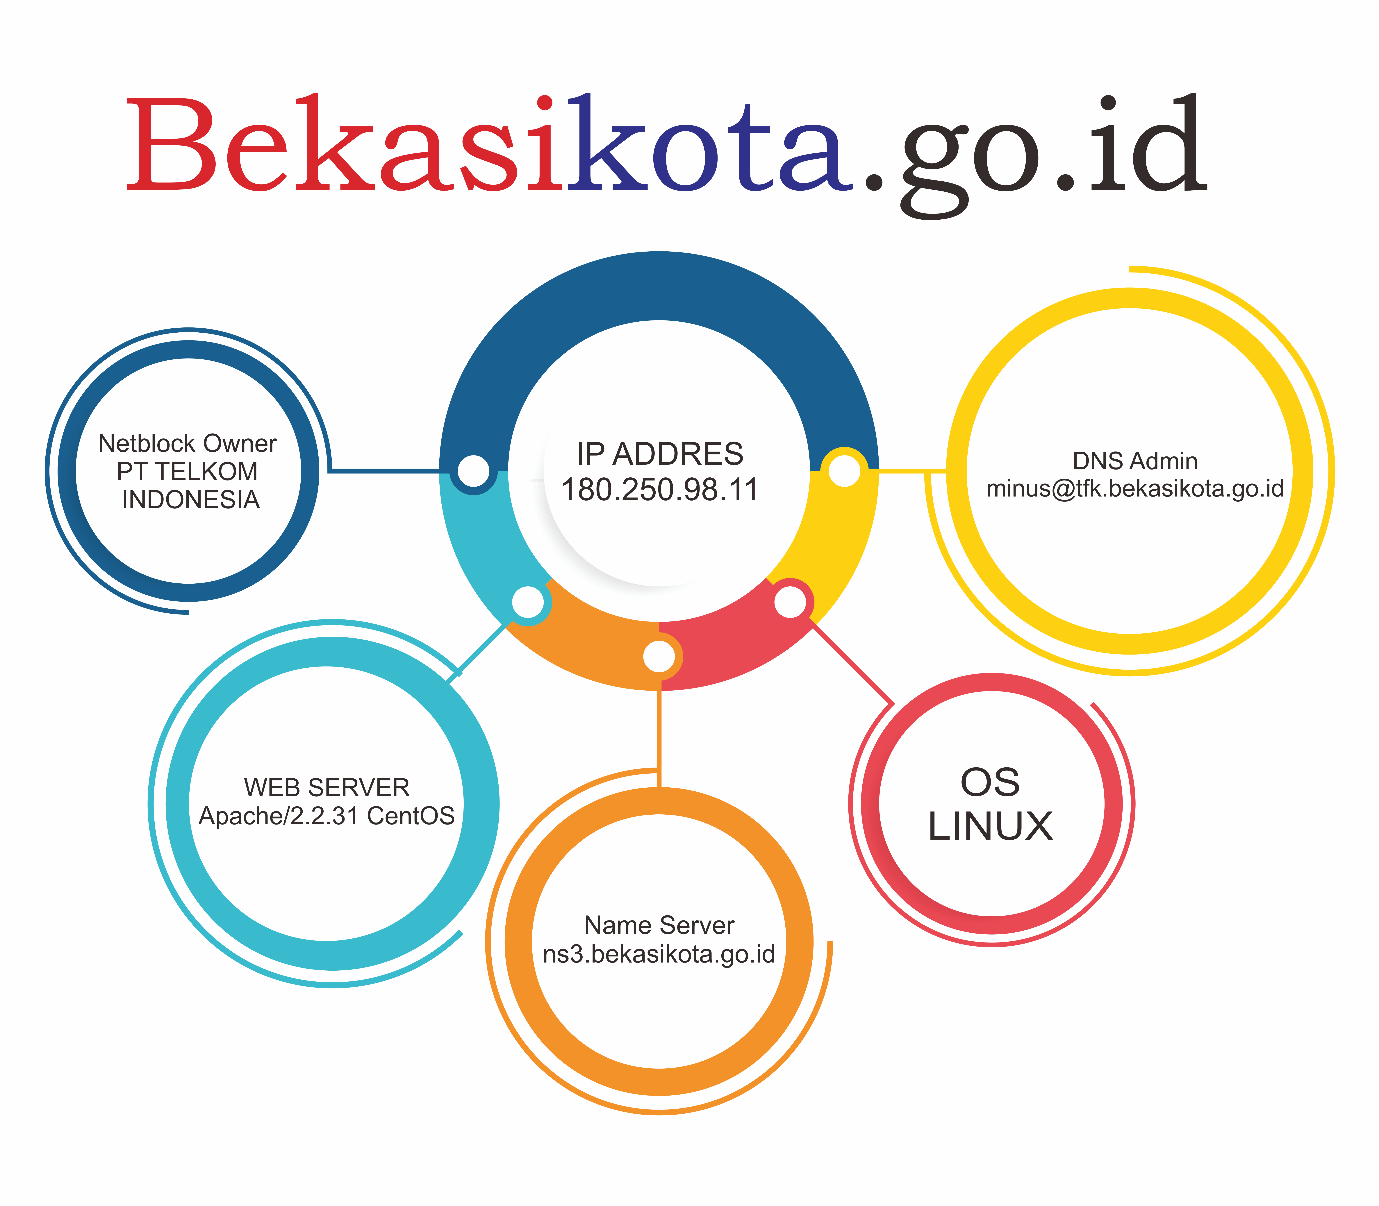 Bekasikota.go.id
IP ADDRES
180.250.98.11
Netblock Owner
PT TELKOM
INDONESIA
DNS Admin
minus@tfk.bekasikota.go.id
WEB SERVER
Apache/2.2.31 CentOS
OS
LINUX
Name Server
ns3.bekasikota.go.id